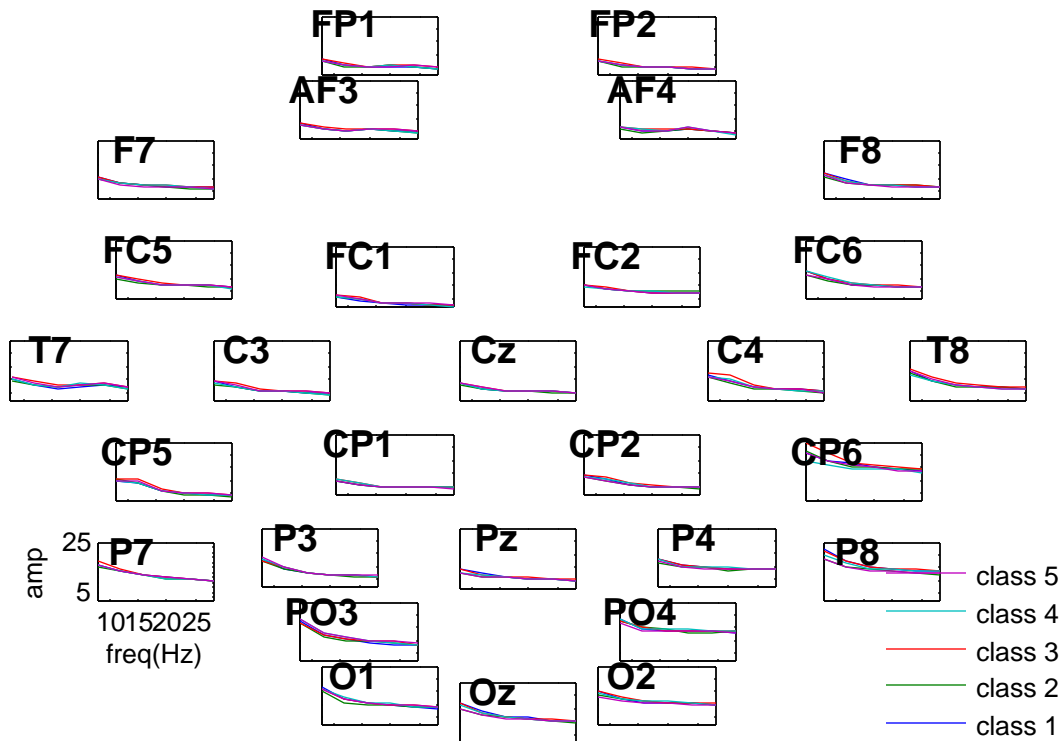 FP1 FP2
AF3 AF4
F7 F8
FC5 FC1 FC2 FC6
T7 C3 Cz C4 T8
CP5 CP1 CP2 CP6
25
amp
5
P7 P3 Pz P4 P8
10152025
freq(Hz)
PO3 PO4
O1 Oz O2
class 5
class 4
class 3
class 2
class 1